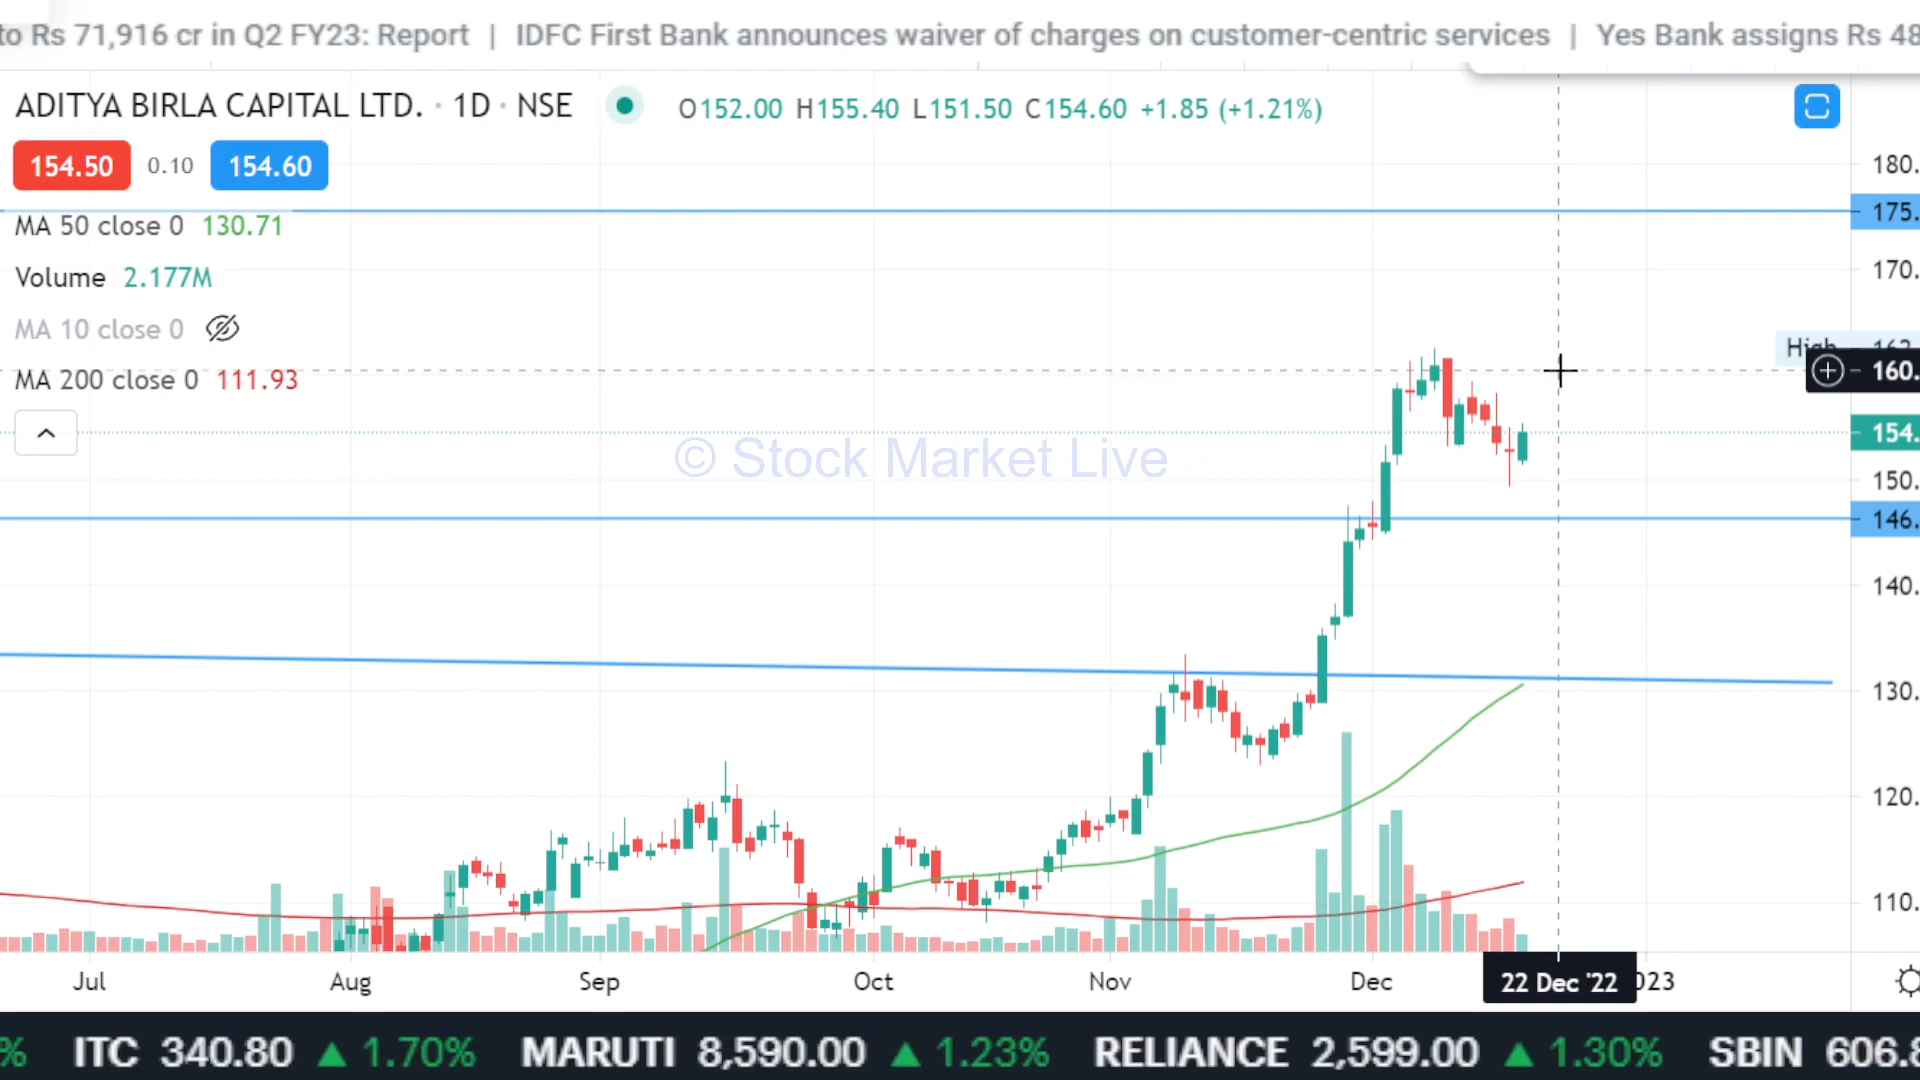 to Rs 71,916 cr in Q2 FY23: Report | IDFC First Bank announces waiver of charges on customer-centric services | Yes Bank assigns Rs 48
ADITYA BIRLA CAPITAL LTD. · 1D · NSE O152.00 H155.40 L151.50 C154.60 +1.85 (+1.21%)
154.50 0.10 154.60
180.
175.
MA 50 close 0 130.71
170.
Volume 2.177M
MA 10 close 0
High
160.
MA 200 close 0 111.93
154.
© Stock Market Live
150.
146.
140.
130.
120.
110.
Jul Aug Sep Oct Nov Dec 22 Dec '22 023
% ITC 340.80 ▲ 1.70% MARUTI 8,590.00 ▲ 1.23% RELIANCE 2,599.00 ▲ 1.30% SBIN 606.8